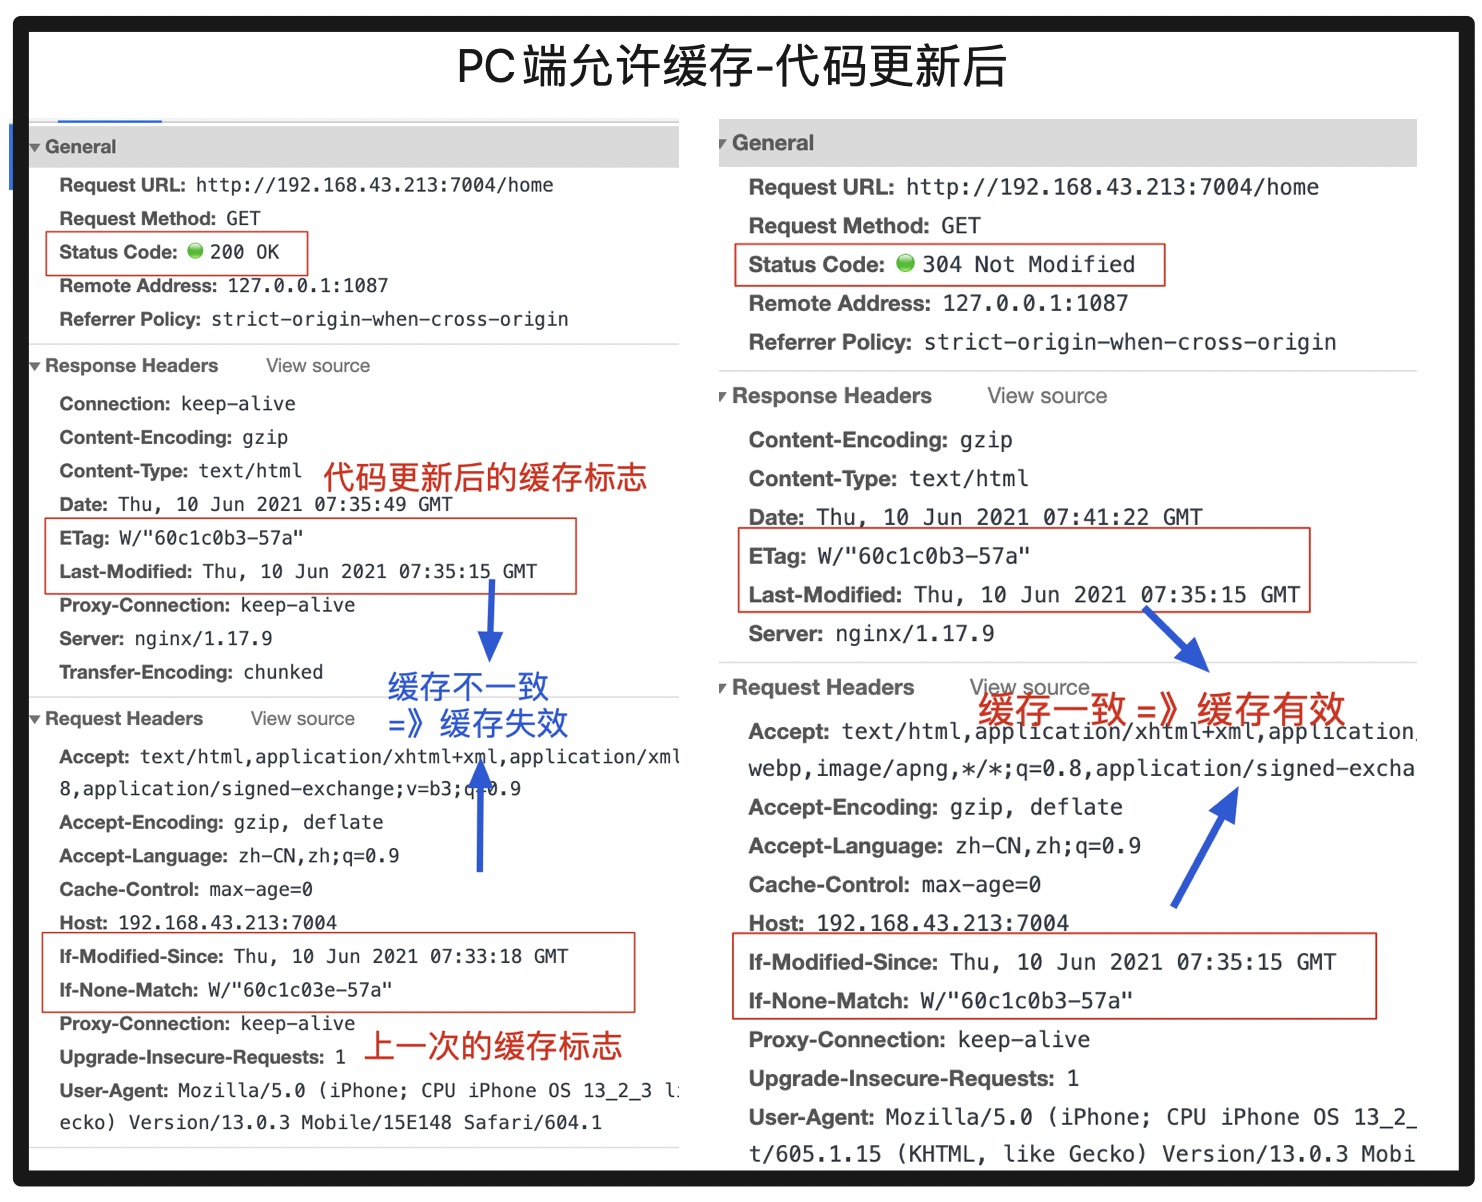 PC端允许缓存-代码更新后
General
Request URL: http://192.168.43.213:7004/home
Request Method: GET
Status Code: 200 OK
Remote Address: 127.0.0.1:1087
Referrer Policy: strict-origin-when-cross-origin
Response Headers View source
Connection: keep-alive
Content-Encoding: gzip
Content-Type: text/html
代码更新后的缓存标志
Date: Thu, 10 Jun 2021 07:35:49 GMT
ETag: W/"60c1c0b3-57a"
Last-Modified: Thu, 10 Jun 2021 07:35:15 GMT
Proxy-Connection: keep-alive
Server: nginx/1.17.9
Transfer-Encoding: chunked
缓存不一致
=》缓存失效
Request Headers View source
Accept: text/html,application/xhtml+xml,application/xml
8,application/signed-exchange;v=b3;q=0.9
Accept-Encoding: gzip, deflate
Accept-Language: zh-CN,zh;q=0.9
Cache-Control: max-age=0
Host: 192.168.43.213:7004
If-Modified-Since: Thu, 10 Jun 2021 07:33:18 GMT
If-None-Match: W/"60c1c03e-57a"
Proxy-Connection: keep-alive
上一次的缓存标志
Upgrade-Insecure-Requests: 1
User-Agent: Mozilla/5.0 (iPhone; CPU iPhone OS 13_2_3 li
ecko) Version/13.0.3 Mobile/15E148 Safari/604.1
General
Request URL: http://192.168.43.213:7004/home
Request Method: GET
Status Code: 304 Not Modified
Remote Address: 127.0.0.1:1087
Referrer Policy: strict-origin-when-cross-origin
Response Headers View source
Content-Encoding: gzip
Content-Type: text/html
Date: Thu, 10 Jun 2021 07:41:22 GMT
ETag: W/"60c1c0b3-57a"
Last-Modified: Thu, 10 Jun 2021 07:35:15 GMT
Server: nginx/1.17.9
Request Headers View source
缓存一致 =》缓存有效
Accept: text/html,application/xhtml+xml,application,
webp,image/apng,*/*;q=0.8,application/signed-excha
Accept-Encoding: gzip, deflate
Accept-Language: zh-CN,zh;q=0.9
Cache-Control: max-age=0
Host: 192.168.43.213:7004
If-Modified-Since: Thu, 10 Jun 2021 07:35:15 GMT
If-None-Match: W/"60c1c0b3-57a"
Proxy-Connection: keep-alive
Upgrade-Insecure-Requests: 1
User-Agent: Mozilla/5.0 (iPhone; CPU iPhone OS 13_2_
t/605.1.15 (KHTML, like Gecko) Version/13.0.3 Mobi